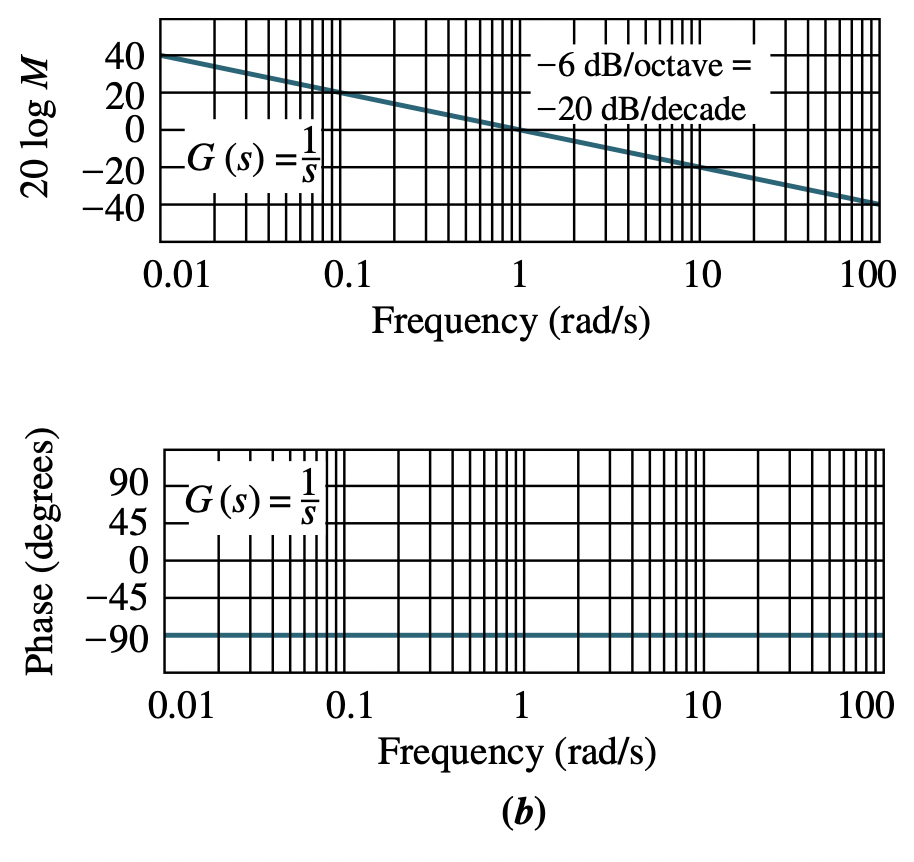 20 log M
40
20
0
−20
−40
−6 dB/octave =
−20 dB/decade
G (s) = 1/s
0.01 0.1 1 10 100
Frequency (rad/s)
Phase (degrees)
90
45
0
−45
−90
G (s) = 1/s
0.01 0.1 1 10 100
Frequency (rad/s)
(b)